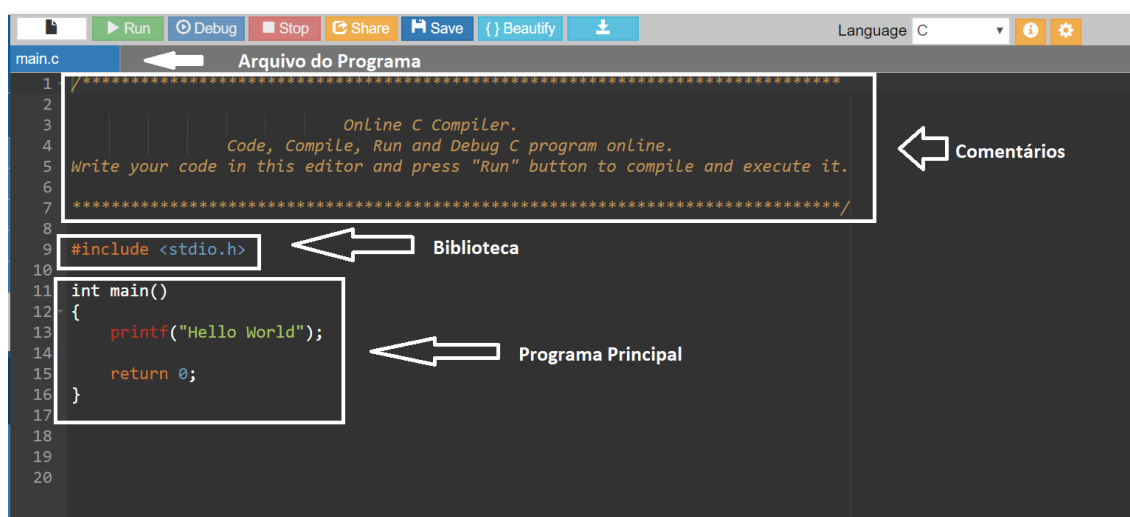 Run Debug Stop Share Save { } Beautify Language C
main.c Arquivo do Programa
1 /******************************************************************************
2
3 Online C Compiler.
4 Code, Compile, Run and Debug C program online.
5 Write your code in this editor and press "Run" button to compile and execute it.
Comentários
6
7 *******************************************************************************/
8
9 #include <stdio.h>
Biblioteca
10
11 int main()
12 {
13 printf("Hello World");
14
Programa Principal
15 return 0;
16 }
17
18
19
20